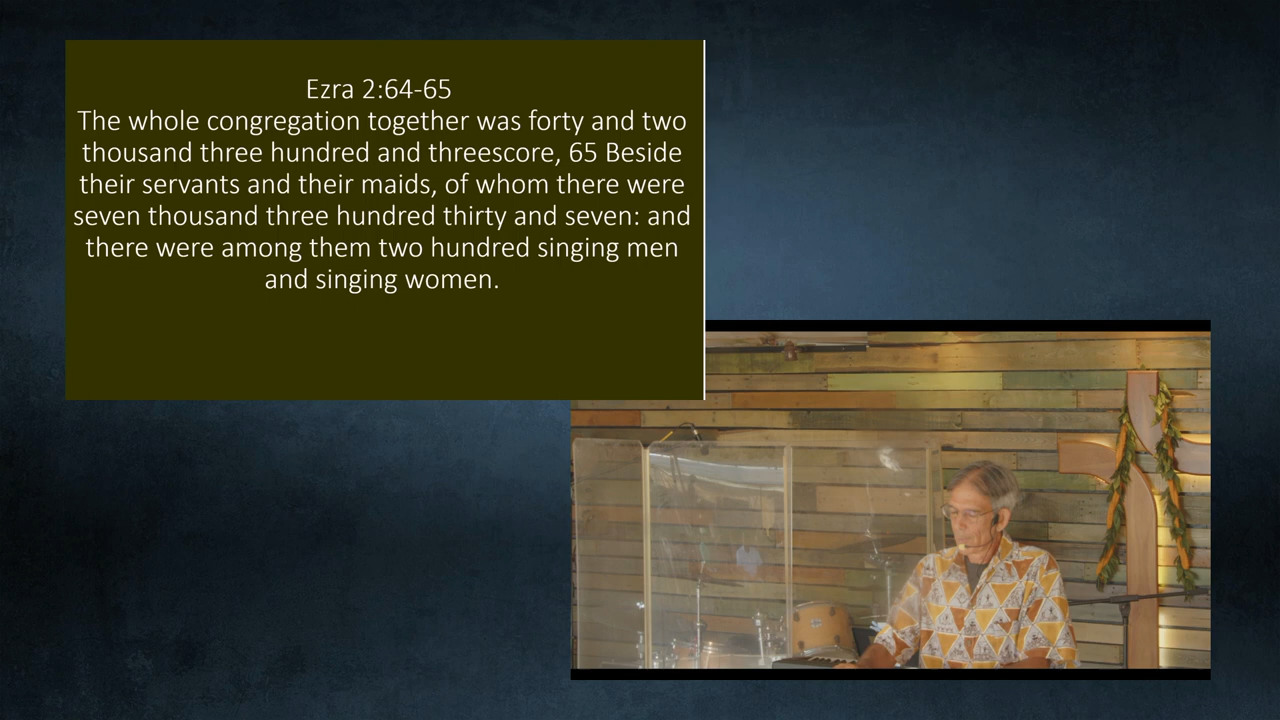 Ezra 2:64-65
The whole congregation together was forty and two
thousand three hundred and threescore, 65 Beside
their servants and their maids, of whom there were
seven thousand three hundred thirty and seven: and
there were among them two hundred singing men
and singing women.